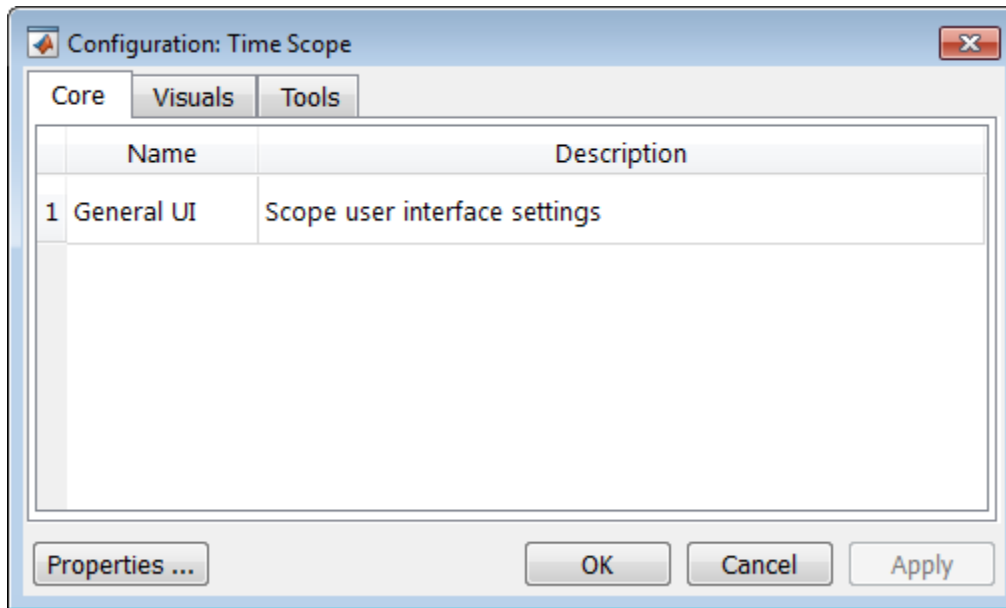 Configuration: Time Scope
Core Visuals Tools
Name Description
1 General UI Scope user interface settings
Properties ... OK Cancel Apply